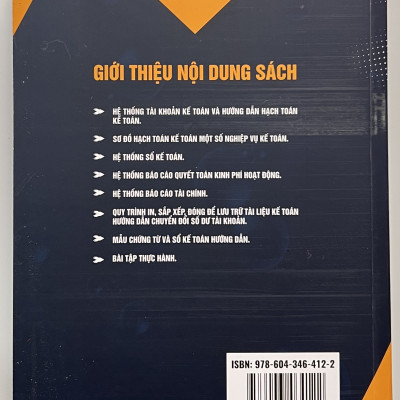 GIỚI THIỆU NỘI DUNG SÁCH
HỆ THỐNG TÀI KHOẢN KẾ TOÁN VÀ HƯỚNG DẪN HẠCH TOÁN
KẾ TOÁN.
SƠ ĐỒ HẠCH TOÁN KẾ TOÁN MỘT SỐ NGHIỆP VỤ KẾ TOÁN.
HỆ THỐNG SỔ KẾ TOÁN.
HỆ THỐNG BÁO CÁO QUYẾT TOÁN KINH PHÍ HOẠT ĐỘNG.
HỆ THỐNG BÁO CÁO TÀI CHÍNH.
QUY TRÌNH IN, SẮP XẾP, ĐÓNG ĐỂ LƯU TRỮ TÀI LIỆU KẾ TOÁN
HƯỚNG DẪN CHUYỂN ĐỔI SỐ DƯ TÀI KHOẢN.
MẪU CHỨNG TỪ VÀ SỔ KẾ TOÁN HƯỚNG DẪN.
BÀI TẬP THỰC HÀNH.
ISBN: 978-604-346-412-2